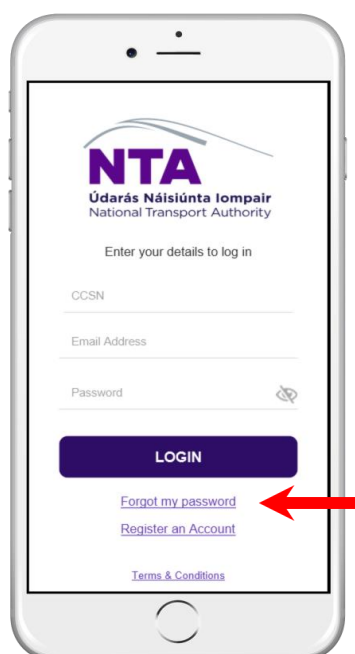 NTA
Údarás Náisiúnta Iompair
National Transport Authority
Enter your details to log in
CCSN
Email Address
Password
LOGIN
Forgot my password
Register an Account
Terms & Conditions